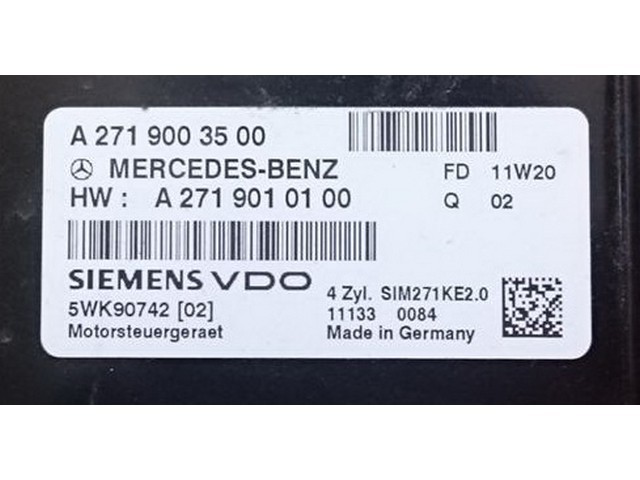 A 271 900 35 00
MERCEDES-BENZ
FD 11W20
HW : A 271 901 01 00
Q 02
SIEMENS VDO
4 Zyl. SIM271KE2.0
5WK90742 [02]
11133 0084
Motorsteuergeraet
Made in Germany